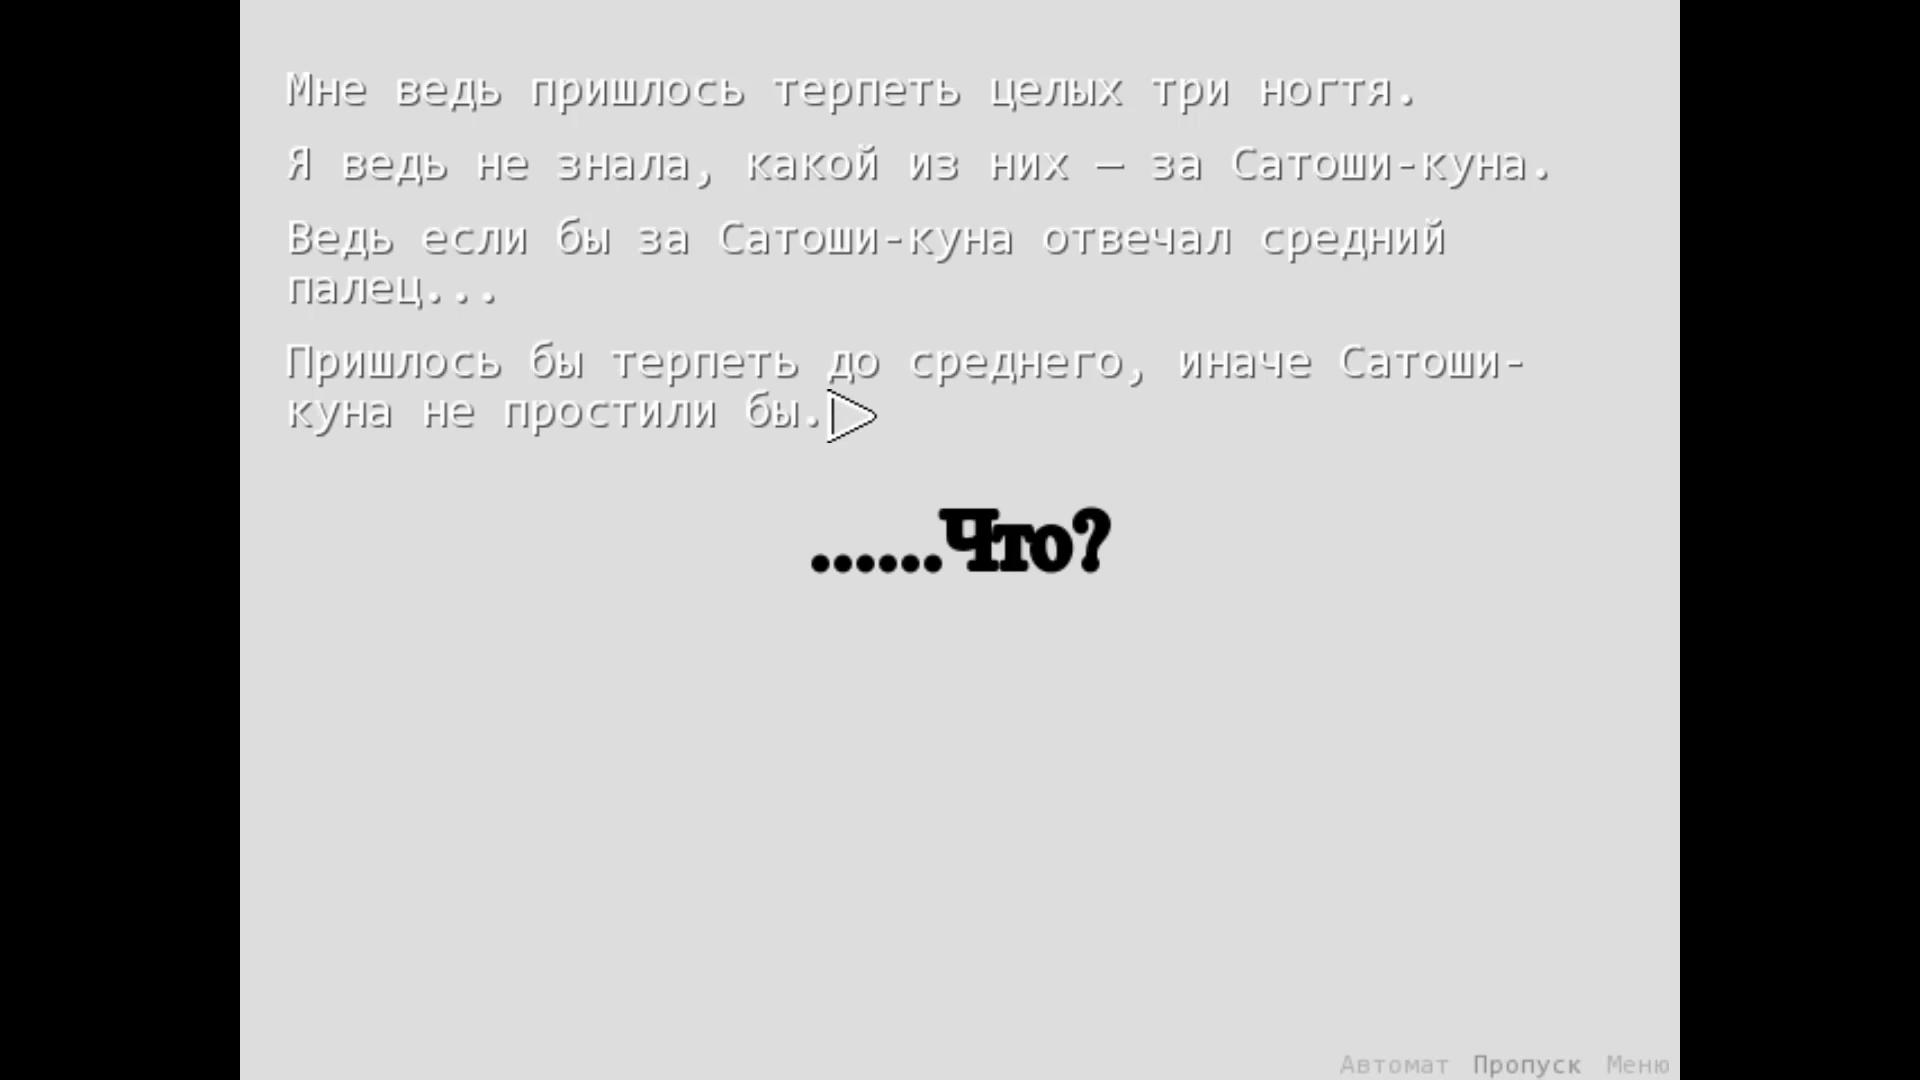 Мне ведь пришлось терпеть целых три ногтя.
Я ведь не знала, какой из них – за Сатоши-куна.
Ведь если бы за Сатоши-куна отвечал средний
палец...
Пришлось бы терпеть до среднего, иначе Сатоши-
куна не простили бы.
......Что?
Автомат Пропуск Меню